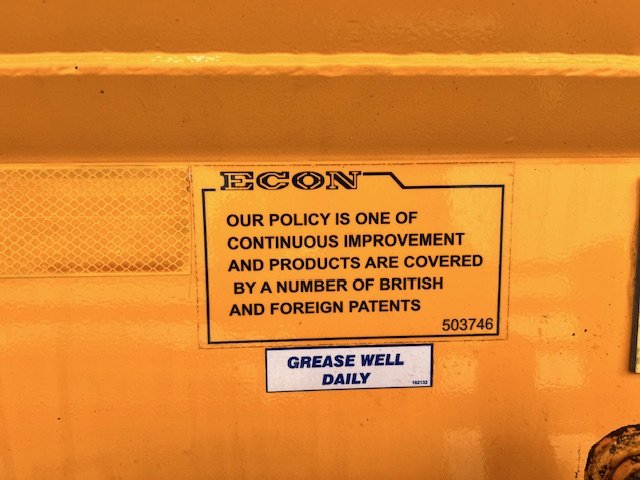 ECON
OUR POLICY IS ONE OF
CONTINUOUS IMPROVEMENT
AND PRODUCTS ARE COVERED
BY A NUMBER OF BRITISH
AND FOREIGN PATENTS
503746
GREASE WELL
DAILY
162132